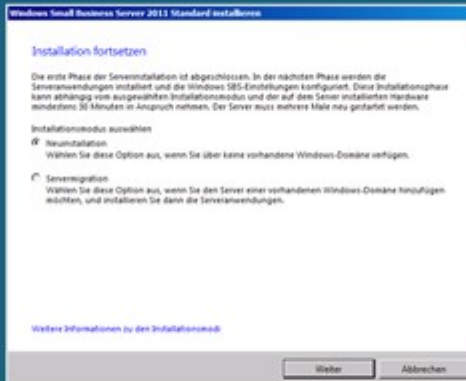 Windows Small Business Server 2011 Standard installieren
Installation fortsetzen
Die erste Phase der Serverinstallation ist abgeschlossen. In der nächsten Phase werden die
Serveranwendungen installiert und die Windows SBS-Einstellungen konfiguriert. Diese Installationsphase
kann abhängig vom ausgewählten Installationsmodus und der auf dem Server installierten Hardware
mindestens 30 Minuten in Anspruch nehmen. Der Server muss mehrere Male neu gestartet werden.
Installationsmodus auswählen
Neuinstallation
Wählen Sie diese Option aus, wenn Sie über keine vorhandene Windows-Domäne verfügen.
Servermigration
Wählen Sie diese Option aus, wenn Sie den Server einer vorhandenen Windows-Domäne hinzufügen
möchten, und installieren Sie dann die Serveranwendungen.
Weitere Informationen zu den Installationsmodi
Weiter
Abbrechen